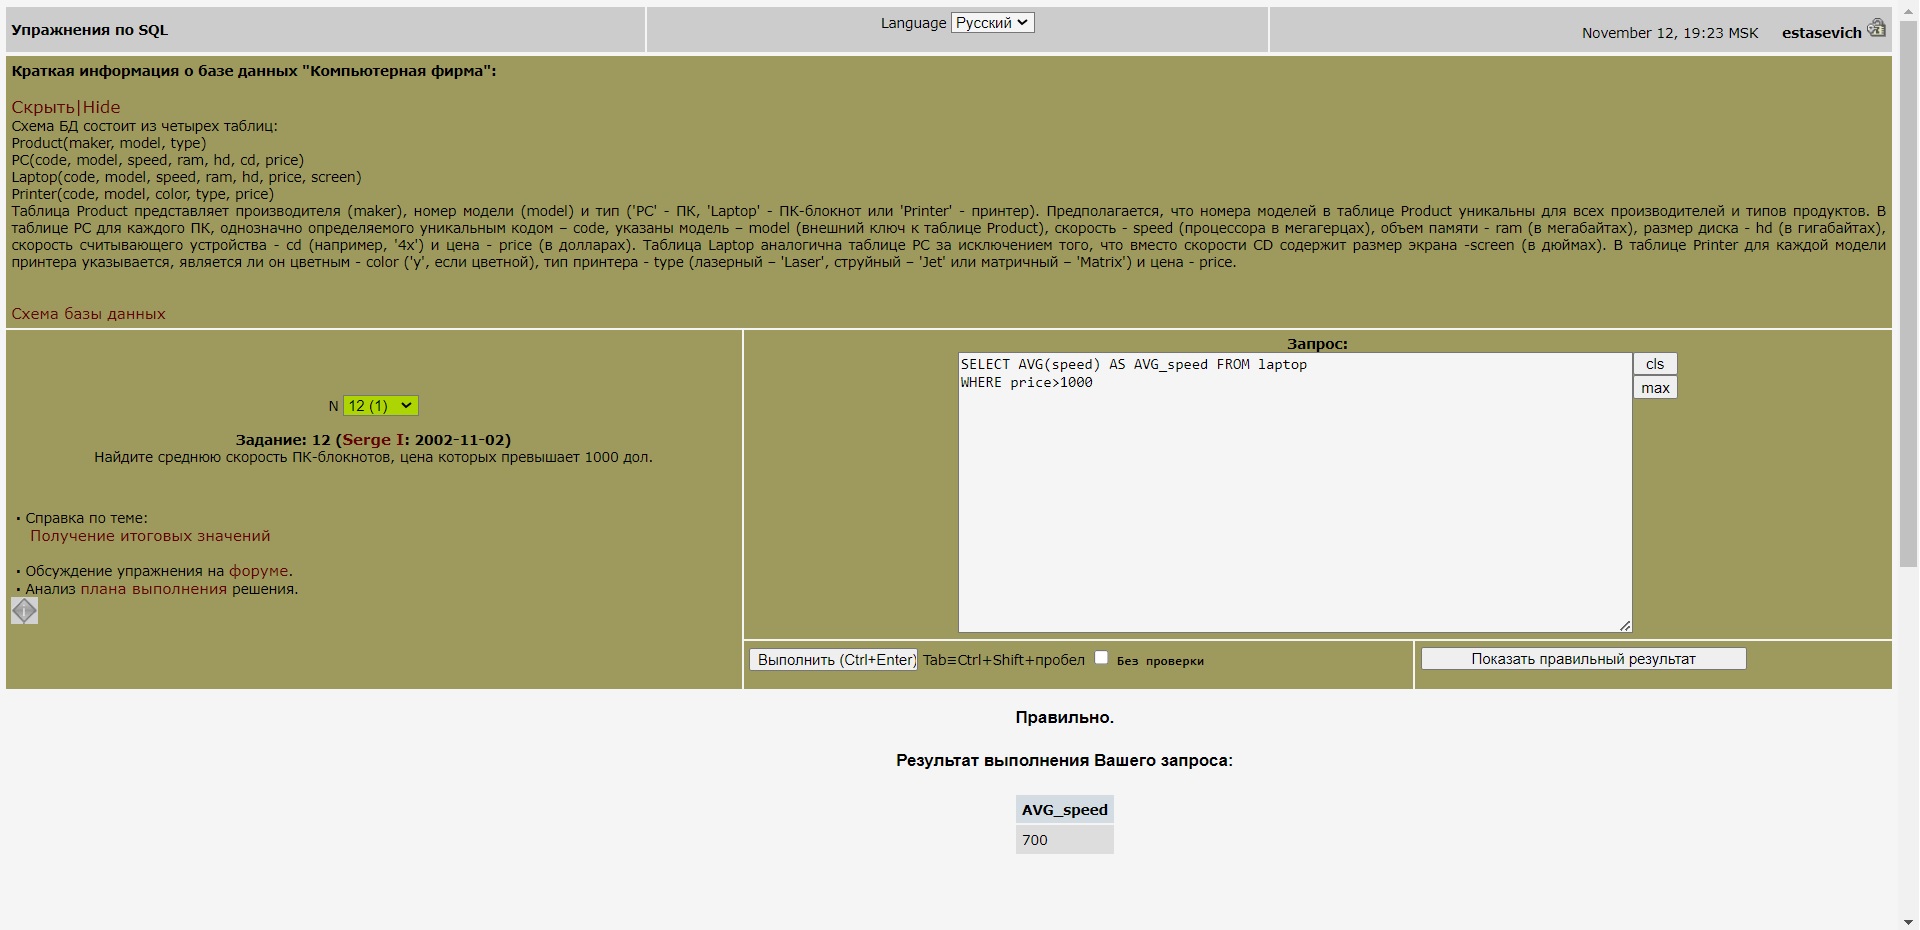 Упражнения по SQL
Language Русский
November 12, 19:23 MSK estasevich
Краткая информация о базе данных "Компьютерная фирма":
Скрыть|Hide
Схема БД состоит из четырех таблиц:
Product(maker, model, type)
PC(code, model, speed, ram, hd, cd, price)
Laptop(code, model, speed, ram, hd, price, screen)
Printer(code, model, color, type, price)
Таблица Product представляет производителя (maker), номер модели (model) и тип ('PC' - ПК, 'Laptop' - ПК-блокнот или 'Printer' - принтер). Предполагается, что номера моделей в таблице Product уникальны для всех производителей и типов продуктов. В
таблице PC для каждого ПК, однозначно определяемого уникальным кодом – code, указаны модель – model (внешний ключ к таблице Product), скорость - speed (процессора в мегагерцах), объем памяти - ram (в мегабайтах), размер диска - hd (в гигабайтах),
скорость считывающего устройства - cd (например, '4x') и цена - price (в долларах). Таблица Laptop аналогична таблице PC за исключением того, что вместо скорости CD содержит размер экрана -screen (в дюймах). В таблице Printer для каждой модели
принтера указывается, является ли он цветным - color ('y', если цветной), тип принтера - type (лазерный – 'Laser', струйный – 'Jet' или матричный – 'Matrix') и цена - price.
Схема базы данных
N 12 (1)
Задание: 12 (Serge I: 2002-11-02)
Найдите среднюю скорость ПК-блокнотов, цена которых превышает 1000 дол.
· Справка по теме:
Получение итоговых значений
· Обсуждение упражнения на форуме.
· Анализ плана выполнения решения.
Запрос:
SELECT AVG(speed) AS AVG_speed FROM laptop
WHERE price>1000
cls
max
Выполнить (Ctrl+Enter) Tab≡Ctrl+Shift+пробел Без проверки
Показать правильный результат
Правильно.
Результат выполнения Вашего запроса:
AVG_speed
700